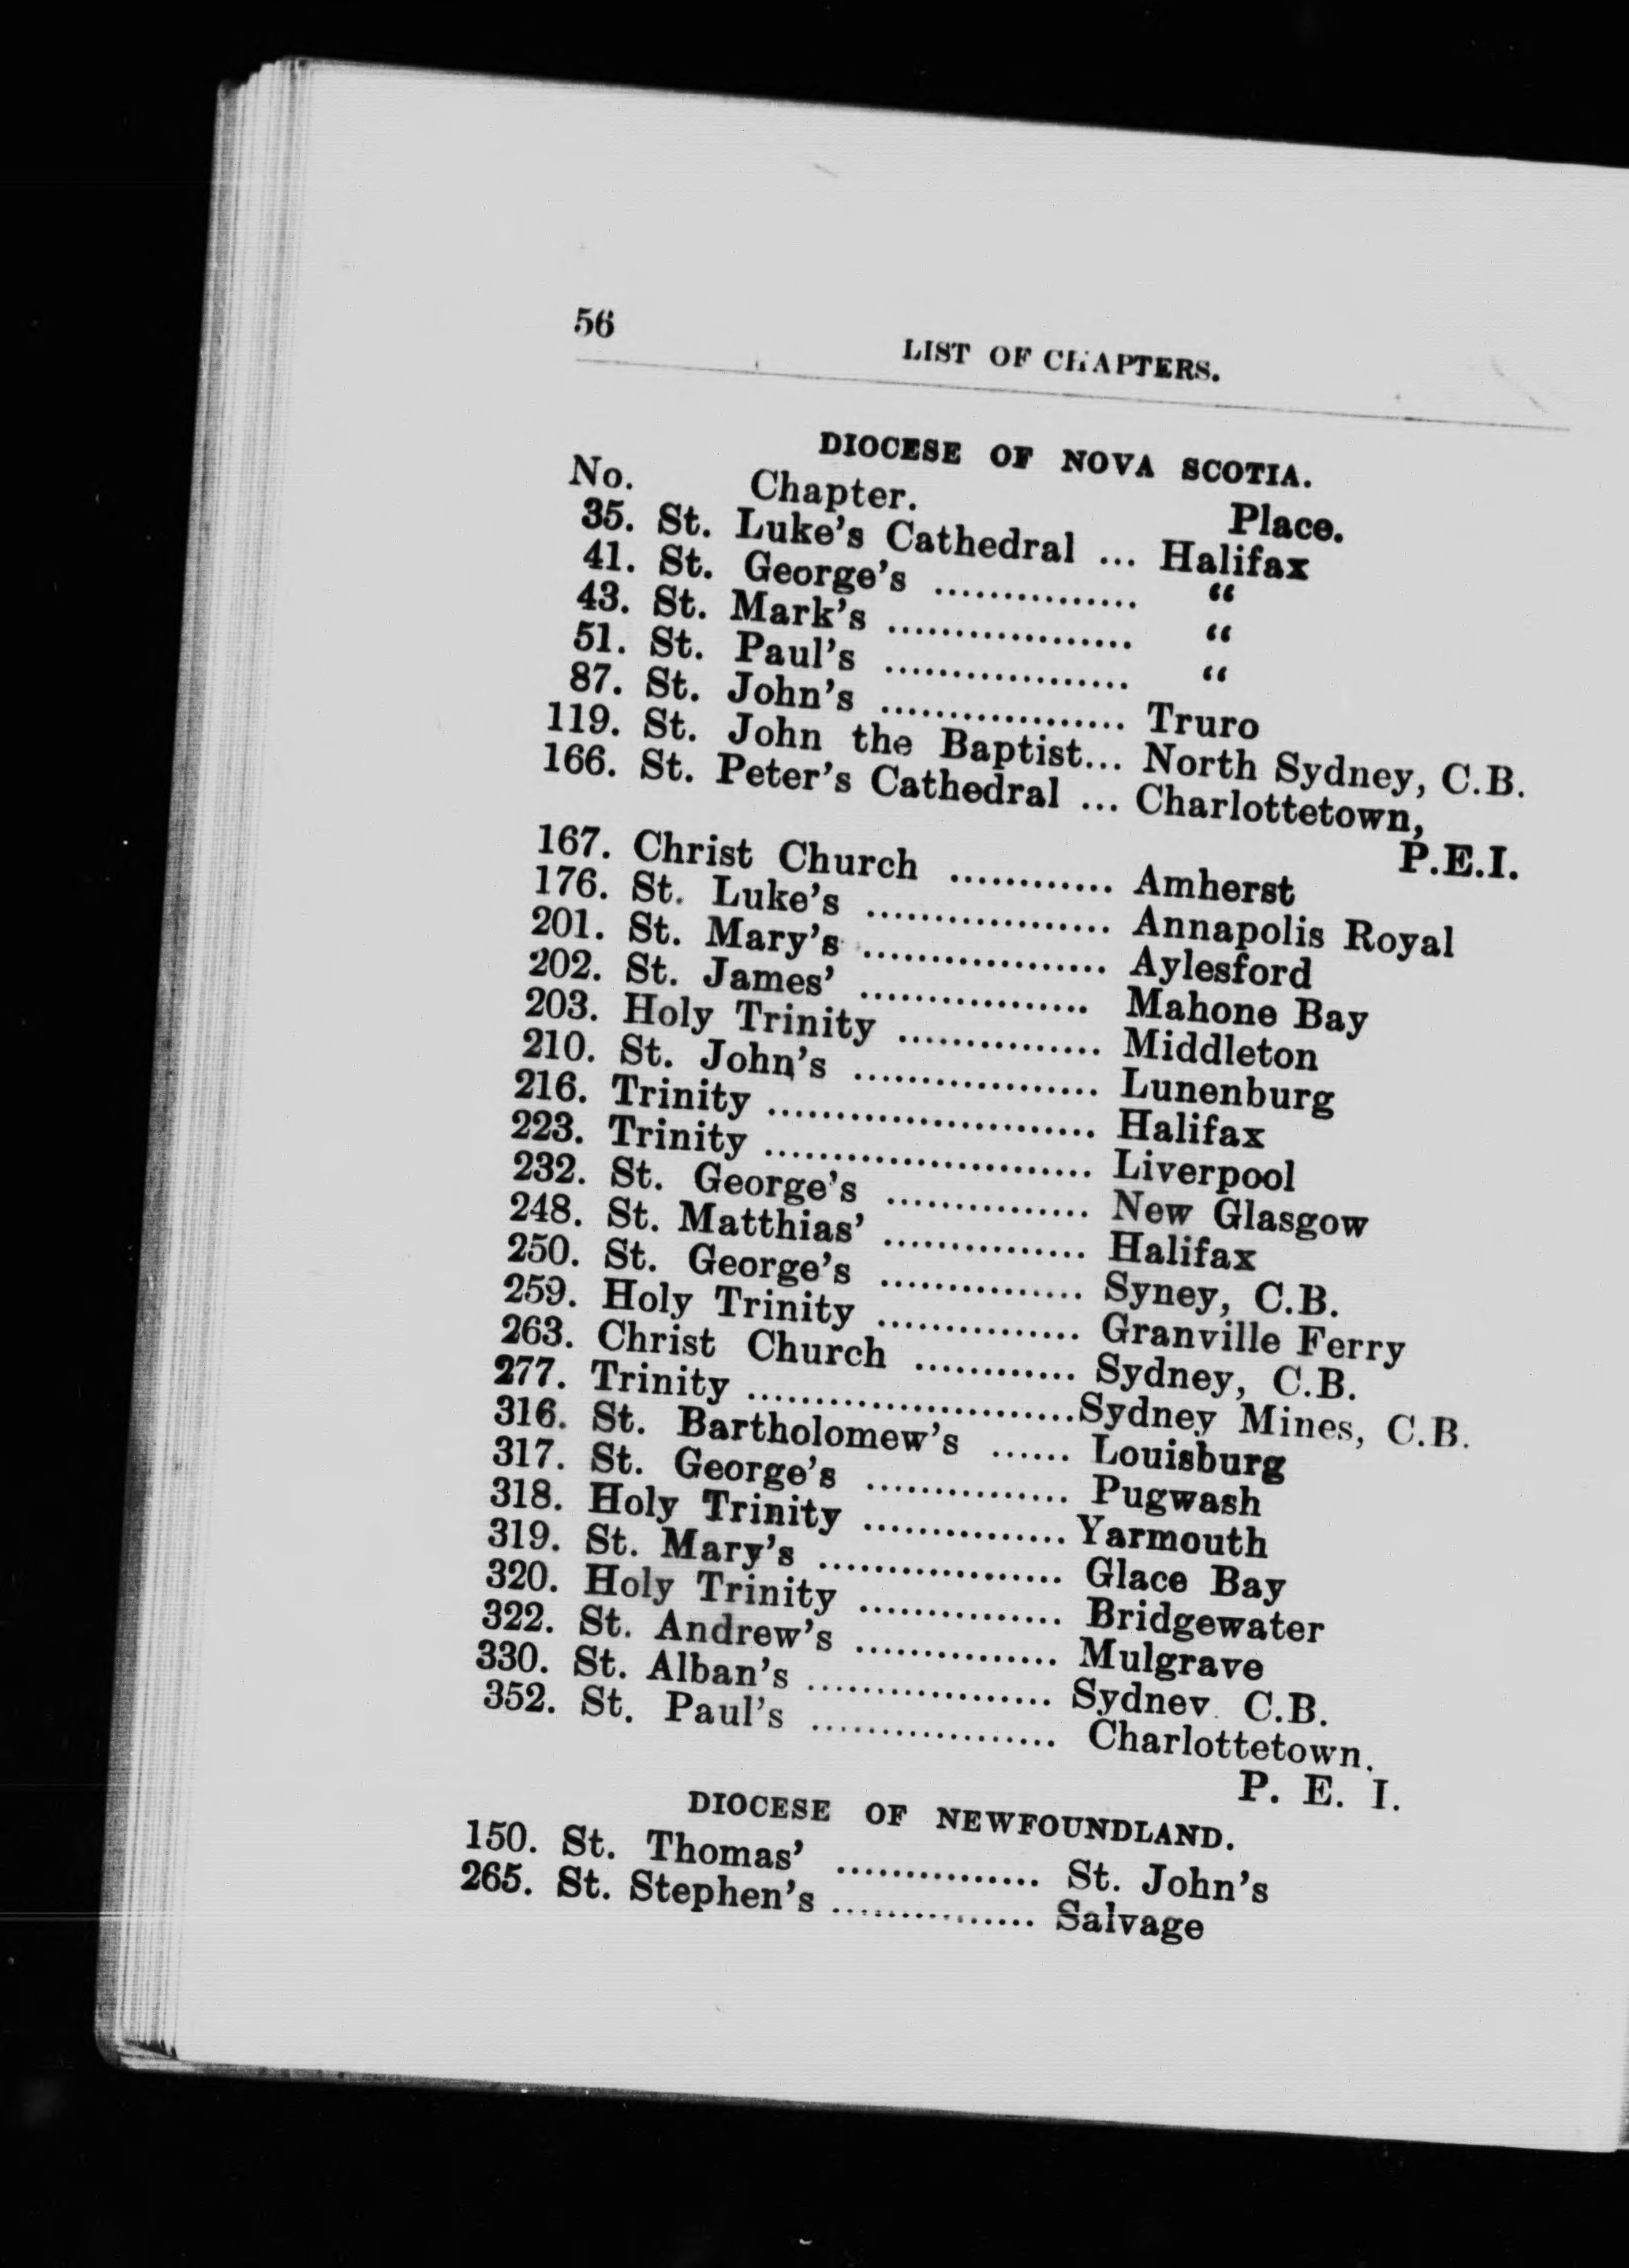 56
LIST OF CHAPTERS.
DIOCESE OF NOVA SCOTIA.
No. Chapter. Place.
35. St. Luke's Cathedral ... Halifax
41. St. George's ............... “
43. St. Mark's .................. “
51. St. Paul's .................. “
87. St. John's .................. Truro
119. St. John the Baptist... North Sydney, C.B.
166. St. Peter's Cathedral ... Charlottetown,
P.E.I.
167. Christ Church ............ Amherst
176. St. Luke's .................. Annapolis Royal
201. St. Mary's .................. Aylesford
202. St. James' ................. Mahone Bay
203. Holy Trinity ............... Middleton
210. St. John's .................. Lunenburg
216. Trinity ........................ Halifax
223. Trinity ........................ Liverpool
232. St. George's ............... New Glasgow
248. St. Matthias' ............... Halifax
250. St. George's ............... Syney, C.B.
259. Holy Trinity ............... Granville Ferry
263. Christ Church ............ Sydney, C.B.
277. Trinity ........................Sydney Mines, C.B.
316. St. Bartholomew's ...... Louisburg
317. St. George's ............... Pugwash
318. Holy Trinity ............... Yarmouth
319. St. Mary's .................. Glace Bay
320. Holy Trinity ............... Bridgewater
322. St. Andrew's ............... Mulgrave
330. St. Alban's .................. Sydney C.B.
352. St. Paul's .................. Charlottetown.
P. E. I.
DIOCESE OF NEWFOUNDLAND.
150. St. Thomas' ............... St. John's
265. St. Stephen's ............... Salvage